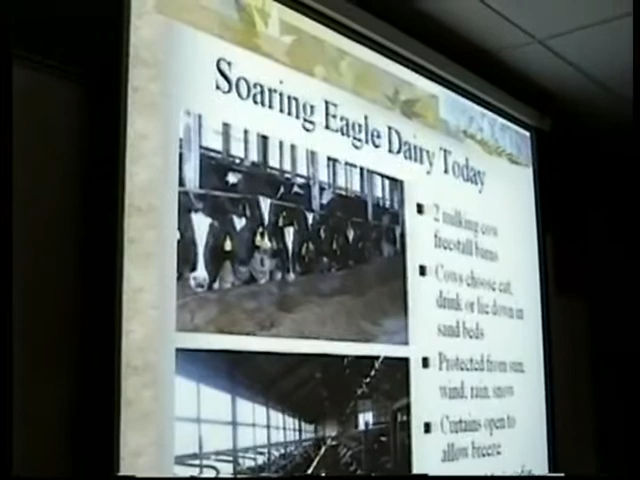 Soaring Eagle Dairy Today
2 milking cow
freestall barns
Cows choose eat,
drink or lie down in
sand beds
Protected from sun,
wind, rain, snow
Curtains open to
allow breeze